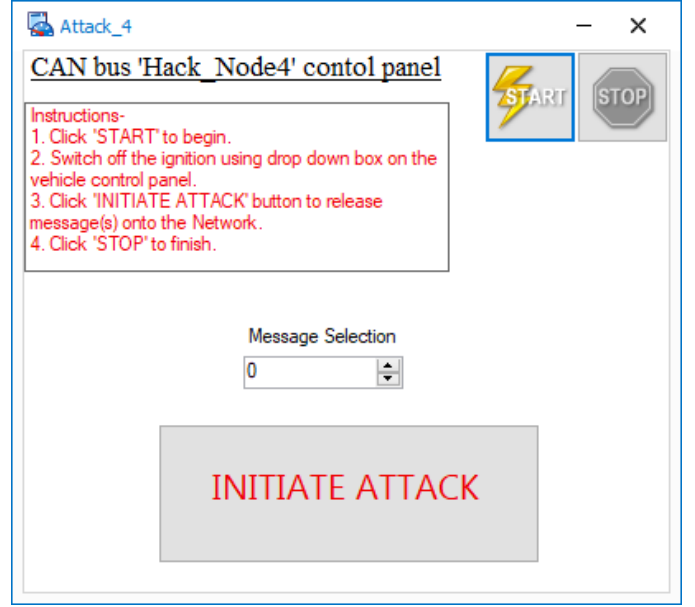 Attack_4
CAN bus 'Hack_Node4' contol panel
START
STOP
Instructions-
1. Click 'START' to begin.
2. Switch off the ignition using drop down box on the
vehicle control panel.
3. Click 'INITIATE ATTACK' button to release
message(s) onto the Network.
4. Click 'STOP' to finish.
Message Selection
0
INITIATE ATTACK